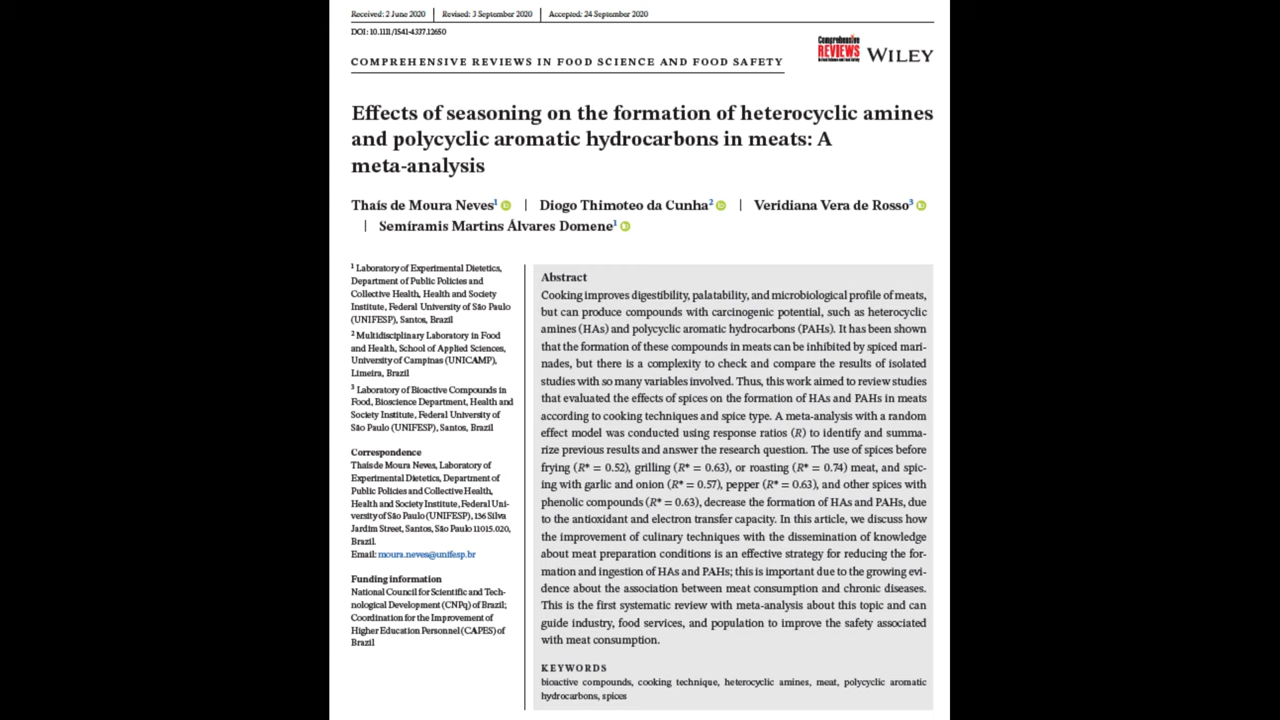 Received: 2 June 2020 | Revised: 3 September 2020 | Accepted: 24 September 2020
DOI: 10.1111/1541-4337.12650
Comprehensive
REVIEWS
in Food Science and Food Safety
WILEY
COMPREHENSIVE REVIEWS IN FOOD SCIENCE AND FOOD SAFETY
Effects of seasoning on the formation of heterocyclic amines
and polycyclic aromatic hydrocarbons in meats: A
meta-analysis
Thaís de Moura Neves1 | Diogo Thimoteo da Cunha2 | Veridiana Vera de Rosso3
| Semíramis Martins Álvares Domene1
1 Laboratory of Experimental Dietetics,
Department of Public Policies and
Collective Health, Health and Society
Institute, Federal University of São Paulo
(UNIFESP), Santos, Brazil
2 Multidisciplinary Laboratory in Food
and Health, School of Applied Sciences,
University of Campinas (UNICAMP),
Limeira, Brazil
3 Laboratory of Bioactive Compounds in
Food, Bioscience Department, Health and
Society Institute, Federal University of
São Paulo (UNIFESP), Santos, Brazil
Correspondence
Thaís de Moura Neves, Laboratory of
Experimental Dietetics, Department of
Public Policies and Collective Health,
Health and Society Institute, Federal Uni-
versity of São Paulo (UNIFESP), 136 Silva
Jardim Street, Santos, São Paulo 11015.020,
Brazil.
Email: moura.neves@unifesp.br
Funding information
National Council for Scientific and Tech-
nological Development (CNPq) of Brazil;
Coordination for the Improvement of
Higher Education Personnel (CAPES) of
Brazil
Abstract
Cooking improves digestibility, palatability, and microbiological profile of meats,
but can produce compounds with carcinogenic potential, such as heterocyclic
amines (HAs) and polycyclic aromatic hydrocarbons (PAHs). It has been shown
that the formation of these compounds in meats can be inhibited by spiced mari-
nades, but there is a complexity to check and compare the results of isolated
studies with so many variables involved. Thus, this work aimed to review studies
that evaluated the effects of spices on the formation of HAs and PAHs in meats
according to cooking techniques and spice type. A meta-analysis with a random
effect model was conducted using response ratios (R) to identify and summa-
rize previous results and answer the research question. The use of spices before
frying (R* = 0.52), grilling (R* = 0.63), or roasting (R* = 0.74) meat, and spic-
ing with garlic and onion (R* = 0.57), pepper (R* = 0.63), and other spices with
phenolic compounds (R* = 0.63), decrease the formation of HAs and PAHs, due
to the antioxidant and electron transfer capacity. In this article, we discuss how
the improvement of culinary techniques with the dissemination of knowledge
about meat preparation conditions is an effective strategy for reducing the for-
mation and ingestion of HAs and PAHs; this is important due to the growing evi-
dence about the association between meat consumption and chronic diseases.
This is the first systematic review with meta-analysis about this topic and can
guide industry, food services, and population to improve the safety associated
with meat consumption.
KEYWORDS
bioactive compounds, cooking technique, heterocyclic amines, meat, polycyclic aromatic
hydrocarbons, spices